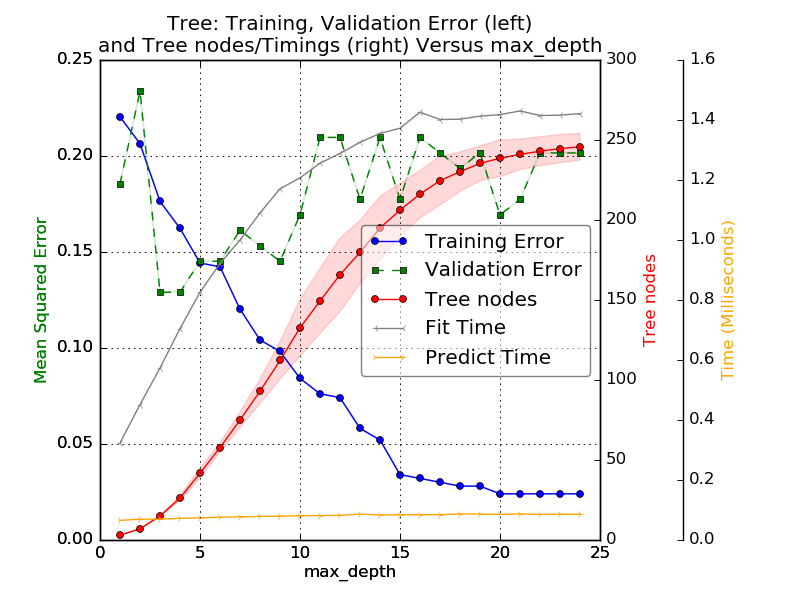 Tree: Training, Validation Error (left)
and Tree nodes/Timings (right) Versus max_depth
0.25
0.20
0.15
0.10
0.05
0.00
Mean Squared Error
0
5
10
15
20
25
max_depth
Training Error
Validation Error
Tree nodes
Fit Time
Predict Time
300
250
200
150
100
50
0
Tree nodes
1.6
1.4
1.2
1.0
0.8
0.6
0.4
0.2
0.0
Time (Milliseconds)